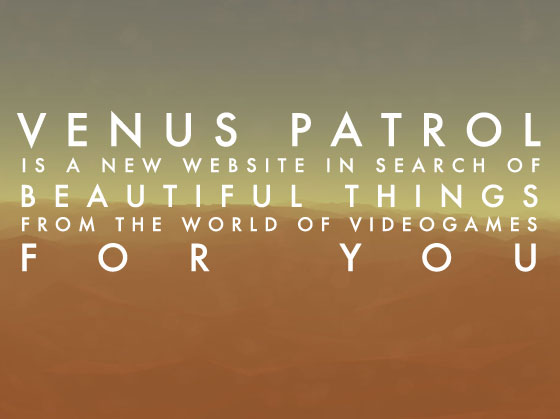 VENUS PATROL
IS A NEW WEBSITE IN SEARCH OF
BEAUTIFUL THINGS
FROM THE WORLD OF VIDEOGAMES
FOR YOU